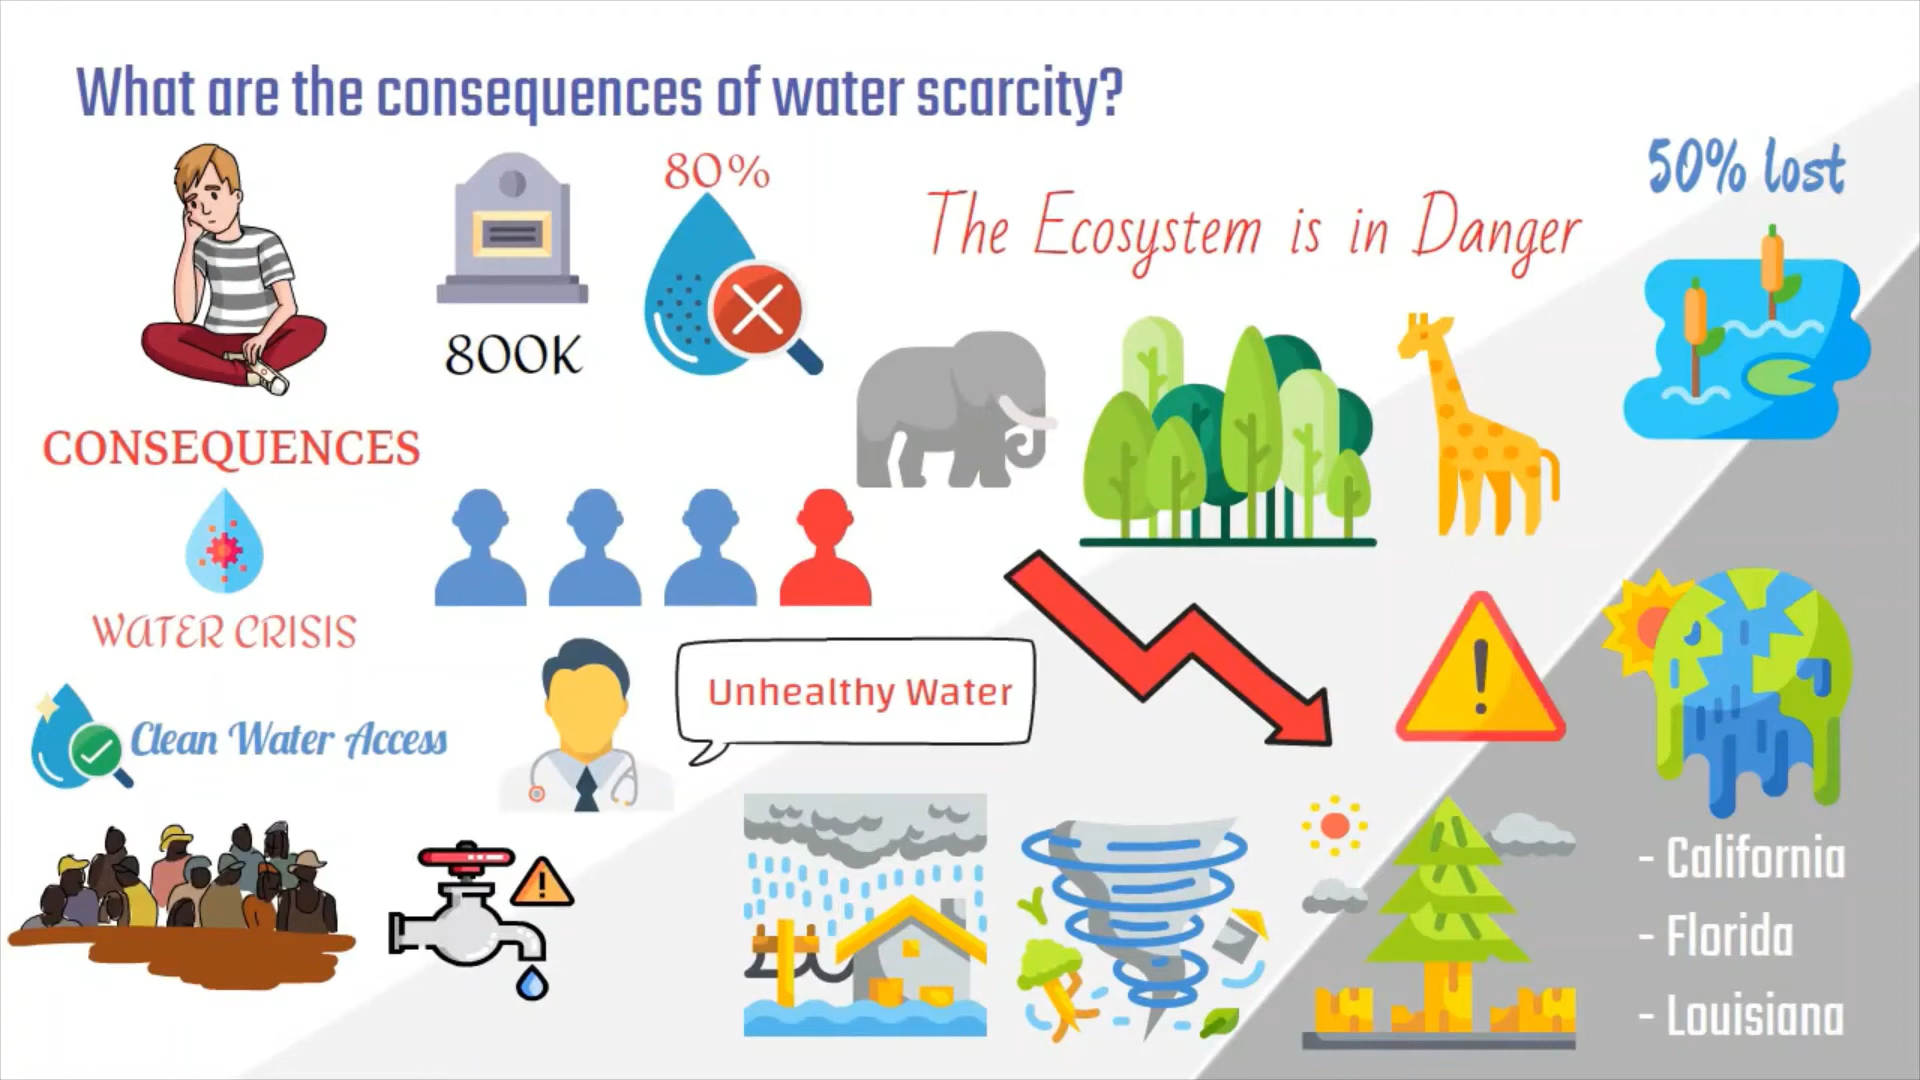 What are the consequences of water scarcity?
80%
50% lost
The Ecosystem is in Danger
800K
CONSEQUENCES
WATER CRISIS
Unhealthy Water
Clean Water Access
- California
- Florida
- Louisiana